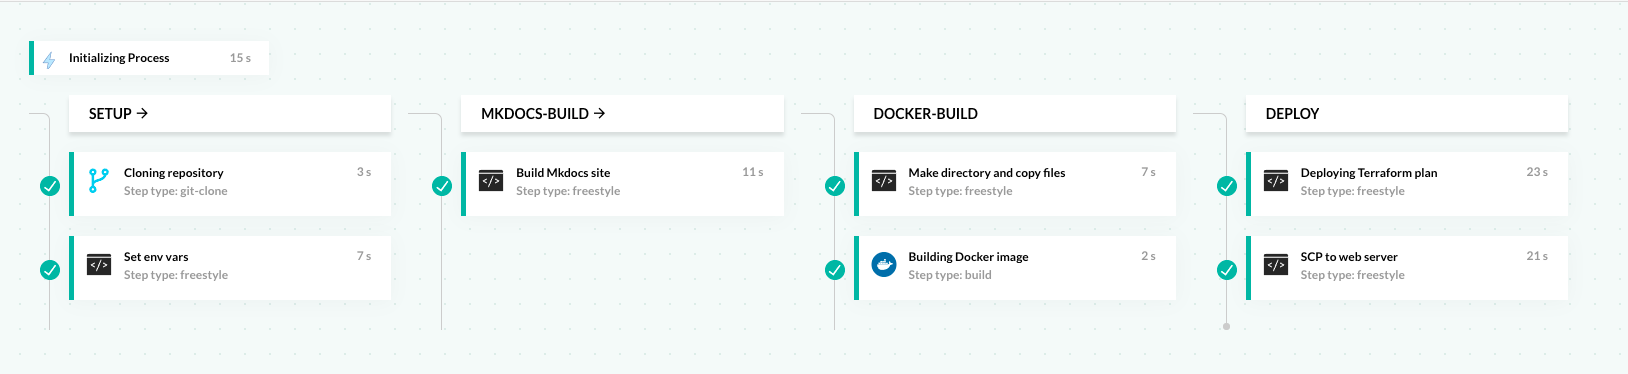 Initializing Process 15 s
SETUP →
Cloning repository 3 s
Step type: git-clone
Set env vars 7 s
Step type: freestyle
MKDOCS-BUILD →
Build Mkdocs site 11 s
Step type: freestyle
DOCKER-BUILD
Make directory and copy files 7 s
Step type: freestyle
Building Docker image 2 s
Step type: build
DEPLOY
Deploying Terraform plan 23 s
Step type: freestyle
SCP to web server 21 s
Step type: freestyle